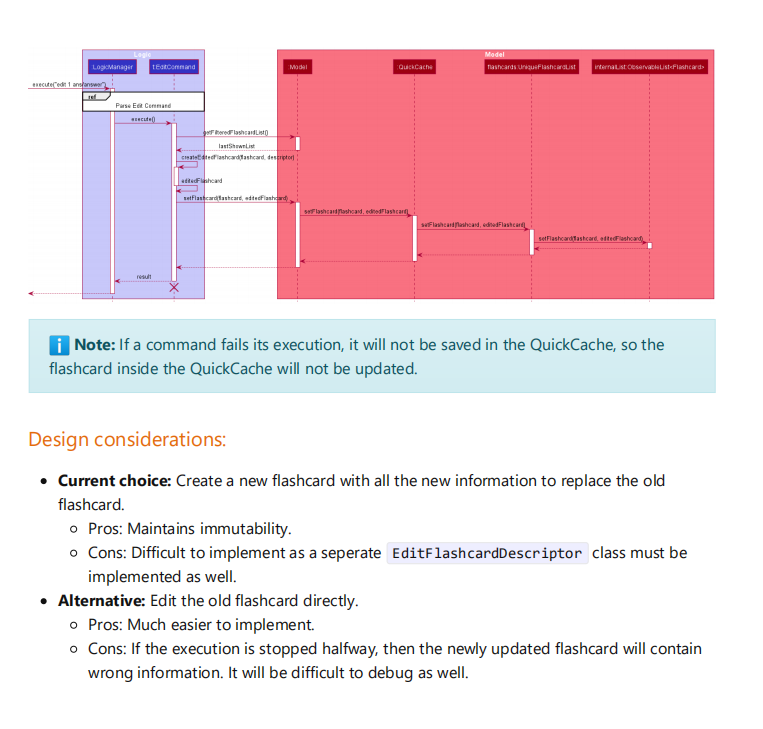 Logic
Model
:LogicManager
t:EditCommand
:Model
QuickCache
flashcards:UniqueFlashcardList
internalList:ObservableList<Flashcard>
execute("edit 1 ans/answer")
ref
Parse Edit Command
execute()
getFilteredFlashcardList()
lastShownList
createEditedFlashcard(flashcard, descriptor)
editedFlashcard
setFlashcard(flashcard, editedFlashcard)
setFlashcard(flashcard, editedFlashcard)
setFlashcard(flashcard, editedFlashcard)
setFlashcard(flashcard, editedFlashcard)
result
Note: If a command fails its execution, it will not be saved in the QuickCache, so the
flashcard inside the QuickCache will not be updated.
Design considerations:
Current choice: Create a new flashcard with all the new information to replace the old
flashcard.
Pros: Maintains immutability.
Cons: Difficult to implement as a seperate EditFlashcardDescriptor class must be
implemented as well.
Alternative: Edit the old flashcard directly.
Pros: Much easier to implement.
Cons: If the execution is stopped halfway, then the newly updated flashcard will contain
wrong information. It will be difficult to debug as well.